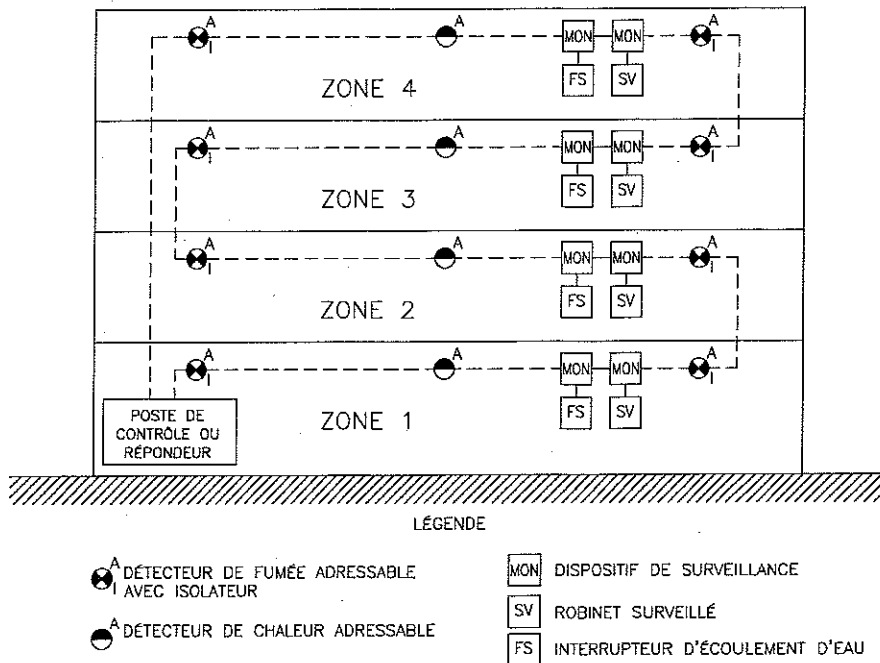 A A A
I MON MON I
FS SV
ZONE 4
A A A
I MON MON I
FS SV
ZONE 3
A A A
I MON MON I
FS SV
ZONE 2
A A A
I MON MON I
FS SV
ZONE 1
POSTE DE
CONTRÔLE OU
RÉPONDEUR
LÉGENDE
A
I
DÉTECTEUR DE FUMÉE ADRESSABLE
AVEC ISOLATEUR
A DÉTECTEUR DE CHALEUR ADRESSABLE
MON DISPOSITIF DE SURVEILLANCE
SV ROBINET SURVEILLÉ
FS INTERRUPTEUR D'ÉCOULEMENT D'EAU